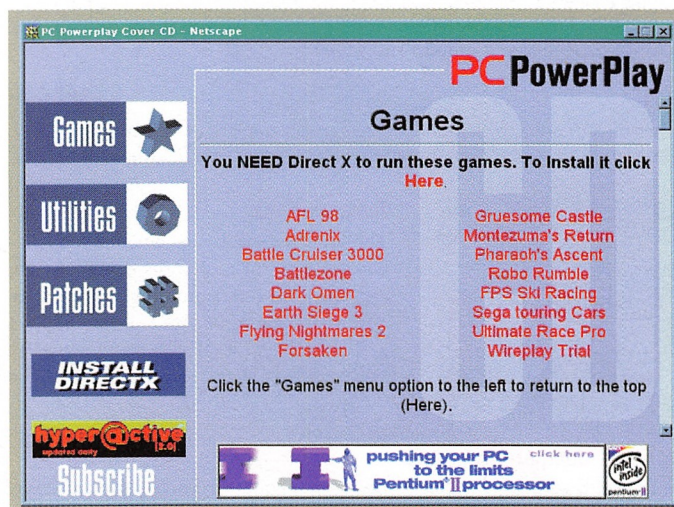 PC Powerplay Cover CD - Netscape
PC PowerPlay
Games
Utilities
Patches
INSTALL
DIRECTX
hyper@ctive
updated daily [2.0]
Subscribe
Games
You NEED Direct X to run these games. To Install it click
Here.
AFL 98
Adrenix
Battle Cruiser 3000
Battlezone
Dark Omen
Earth Siege 3
Flying Nightmares 2
Forsaken
Gruesome Castle
Montezuma's Return
Pharaoh's Ascent
Robo Rumble
FPS Ski Racing
Sega touring Cars
Ultimate Race Pro
Wireplay Trial
Click the "Games" menu option to the left to return to the top
(Here).
pushing your PC
to the limits
Pentium® II processor
click here
intel
inside
pentium® II
CD